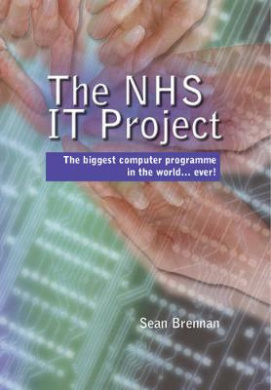 The NHS
IT Project
The biggest computer programme
in the world... ever!
Sean Brennan